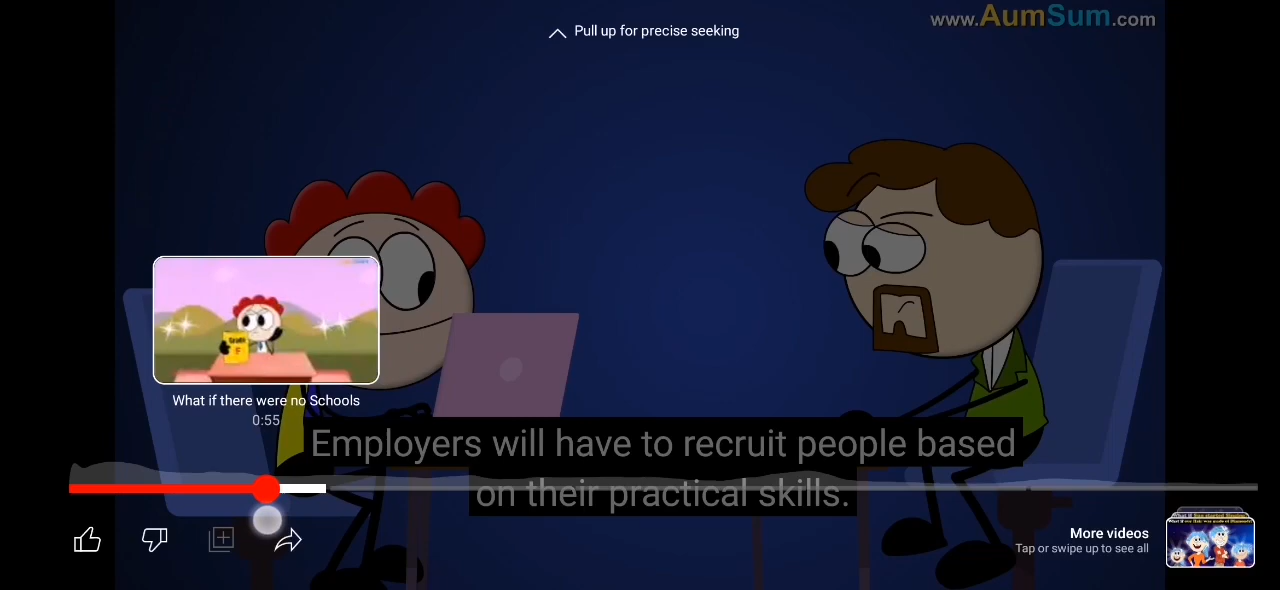 www.AumSum.com
Pull up for precise seeking
What if there were no Schools
0:55
Employers will have to recruit people based
on their practical skills.
More videos
Tap or swipe up to see all